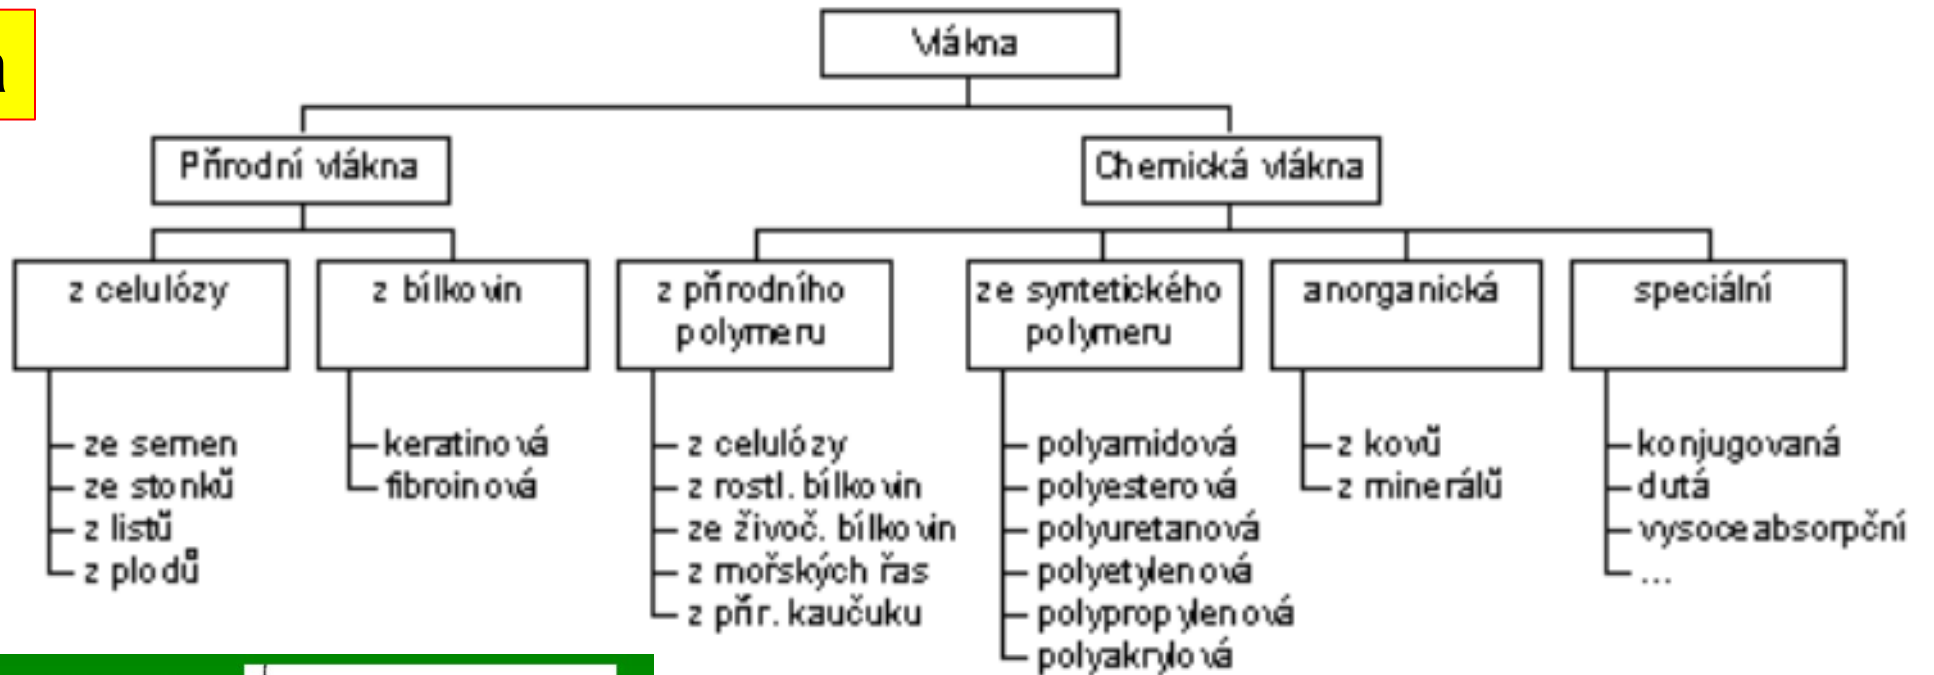 Vlákna
Přírodní vlákna
Chemická vlákna
z celulózy
ze semen
ze stonků
z listů
z plodů
z bílkovin
keratinová
fibroinová
z přírodního
polymeru
z celulózy
z rostl. bílkovin
ze živoč. bílkovin
z mořských řas
z přír. kaučuku
ze syntetického
polymeru
polyamidová
polyesterová
polyuretanová
polyetylenová
polypropylenová
polyakrylová
anorganická
z kovů
z minerálů
speciální
konjugovaná
dutá
vysoceabsorpční
...